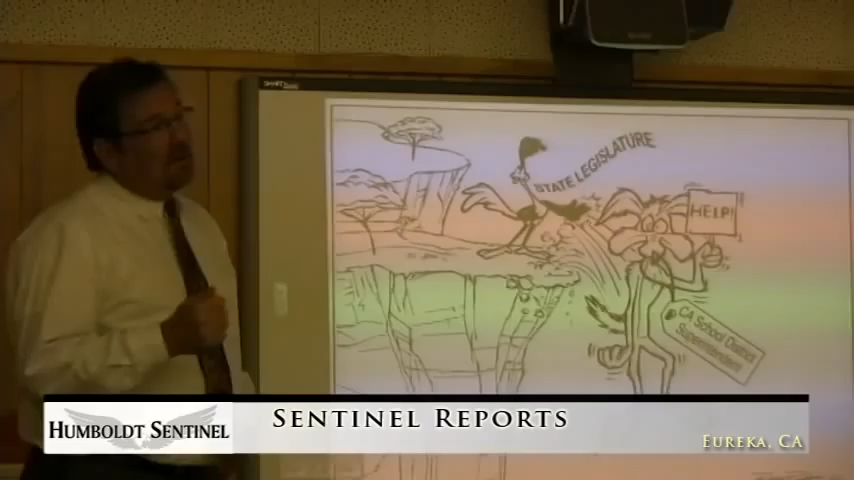 STATE LEGISLATURE
HELP!
CA School District
Superintendent
HUMBOLDT SENTINEL
SENTINEL REPORTS
EUREKA, CA